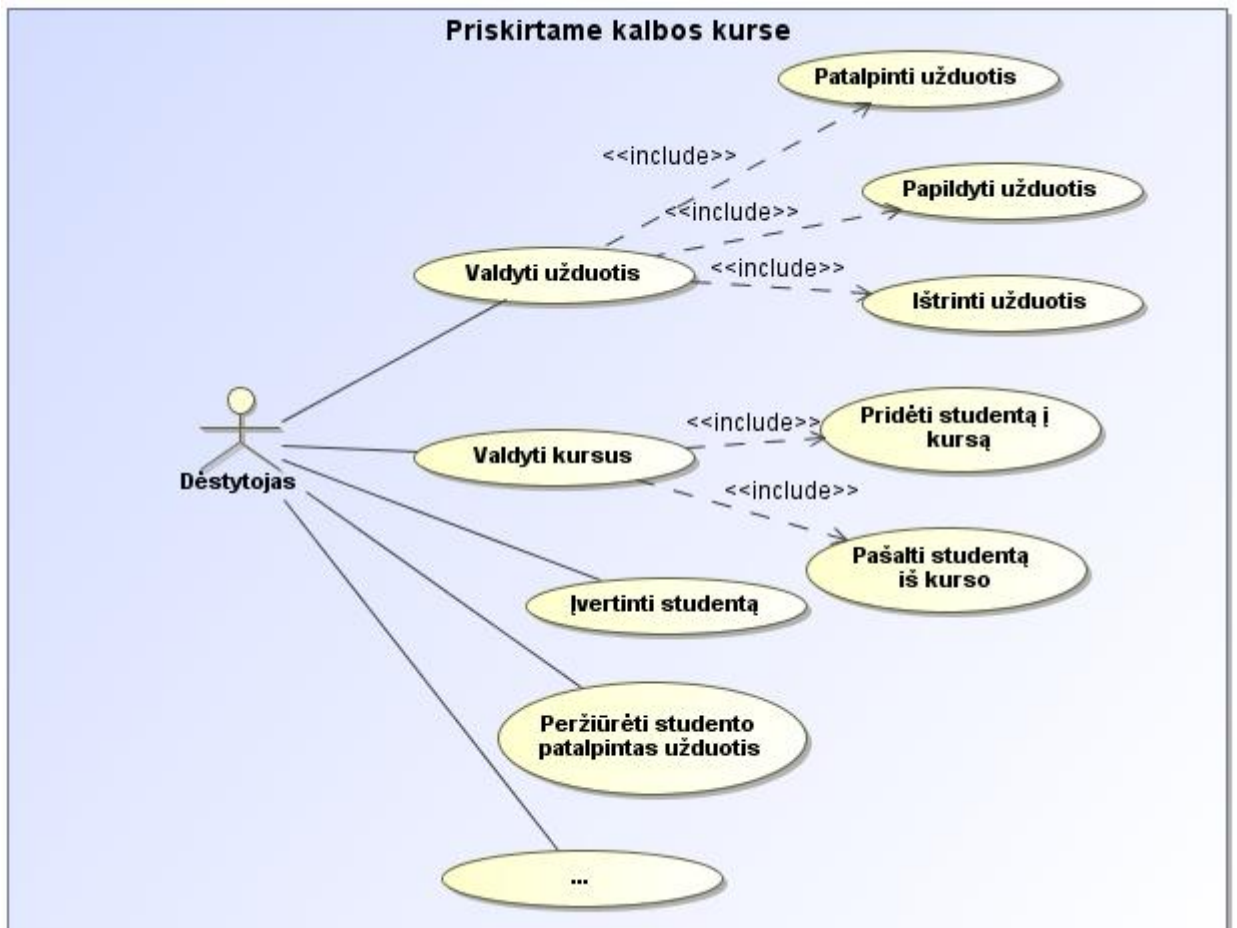 Priskirtame kalbos kurse
Patalpinti užduotis
<<include>>
Papildyti užduotis
<<include>>
Valdyti užduotis
<<include>>
Ištrinti užduotis
Dėstytojas
Valdyti kursus
<<include>>
Pridėti studentą į
kursą
<<include>>
Pašalti studentą
iš kurso
Įvertinti studentą
Peržiūrėti studento
patalpintas užduotis
...